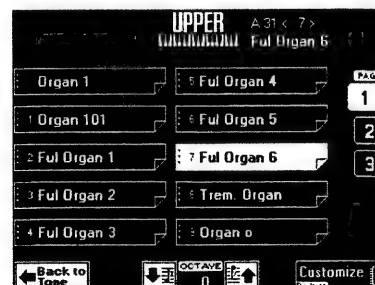 UPPER A 31 < 7 >
Ful Organ 6
Organ 1
5 Ful Organ 4
PAG
1
1 Organ 101
6 Ful Organ 5
2
2 Ful Organ 1
7 Ful Organ 6
3
3 Ful Organ 2
Trem. Organ
4 Ful Organ 3
Organ o
Back to
Tone
OCTAVE
0
Customize